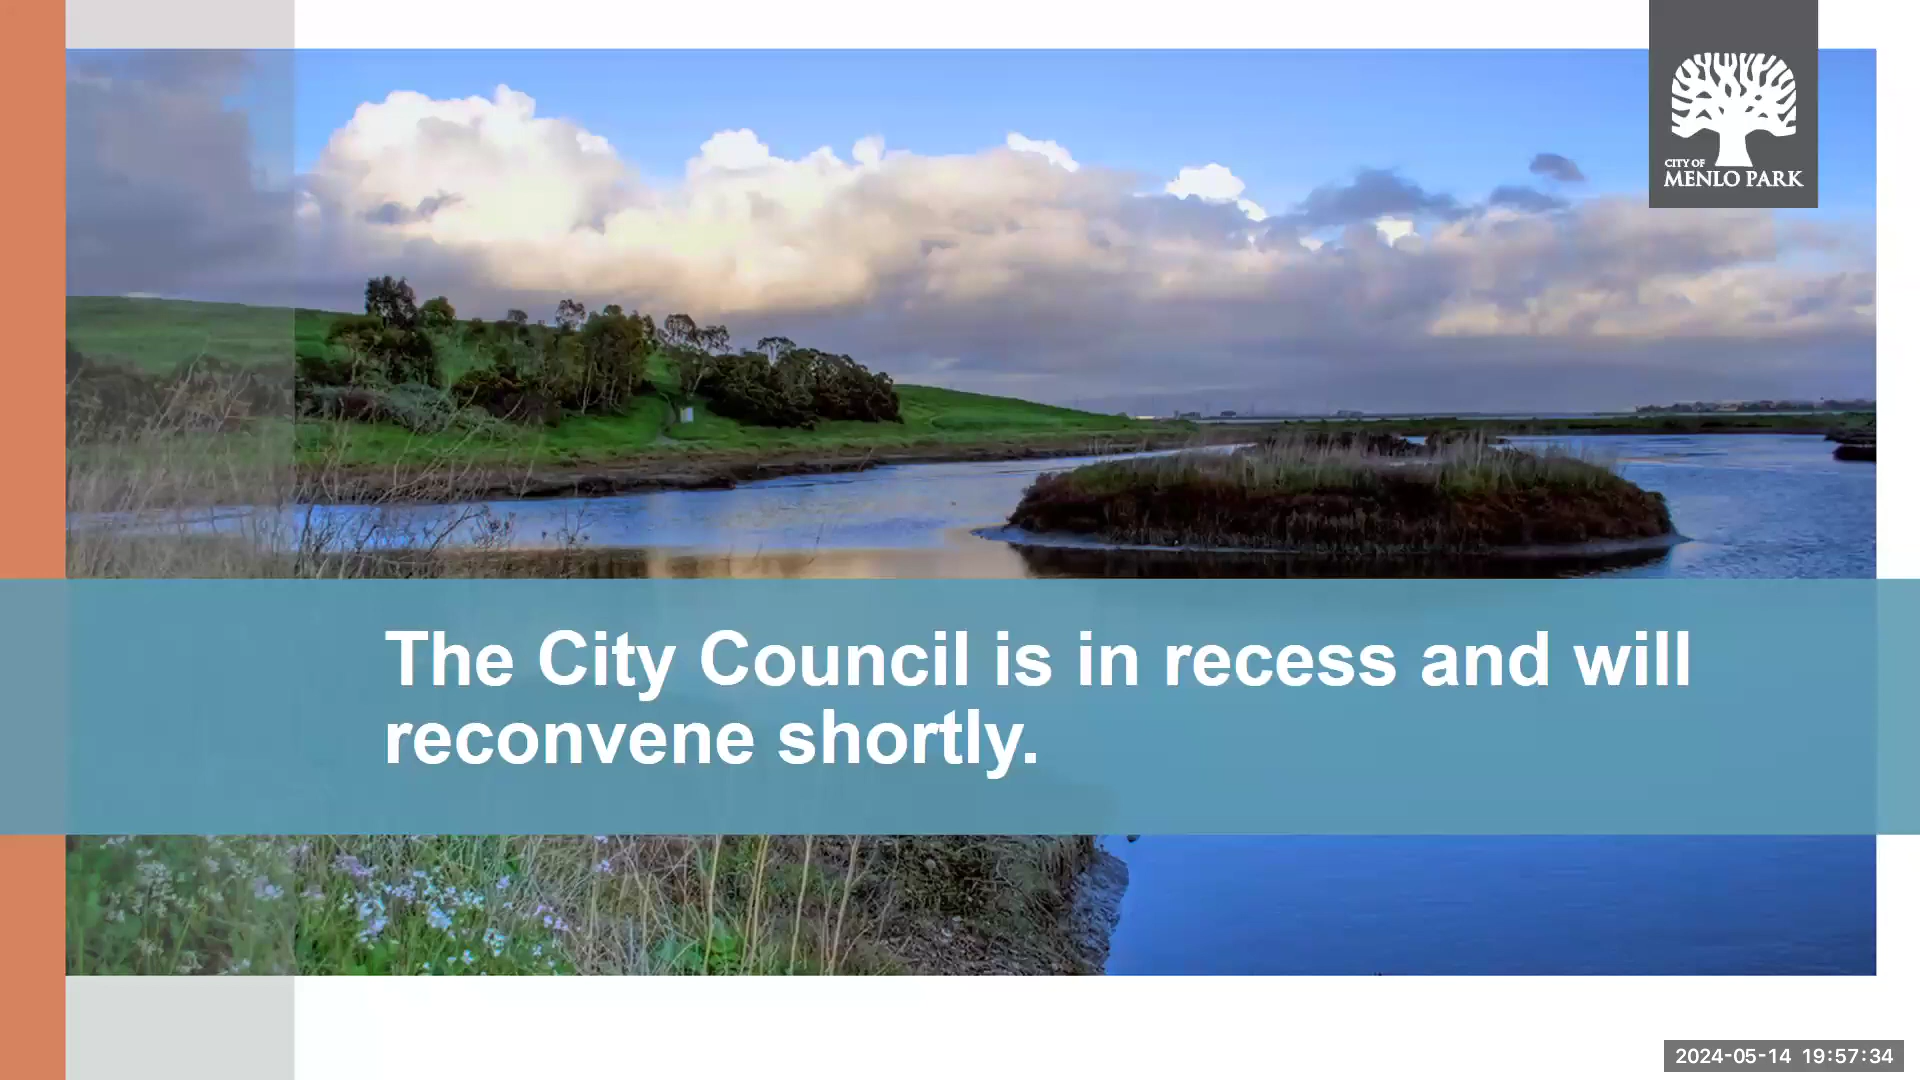 CITY OF
MENLO PARK
The City Council is in recess and will
reconvene shortly.
2024-05-14 19:57:34